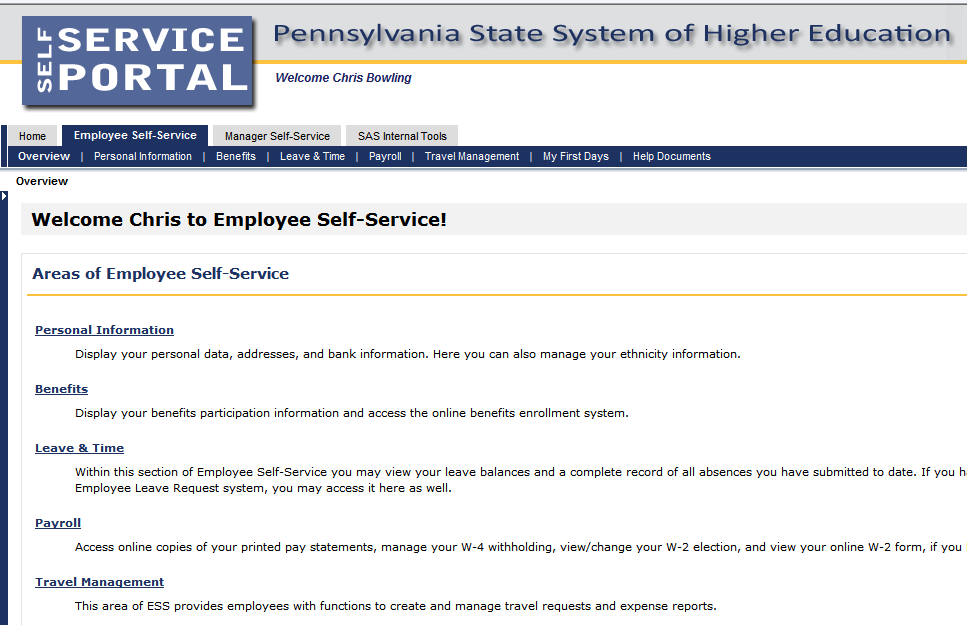 SELF SERVICE PORTAL
Pennsylvania State System of Higher Education
Welcome Chris Bowling
Home Employee Self-Service Manager Self-Service SAS Internal Tools
Overview | Personal Information | Benefits | Leave & Time | Payroll | Travel Management | My First Days | Help Documents
Overview
Welcome Chris to Employee Self-Service!
Areas of Employee Self-Service
Personal Information
Display your personal data, addresses, and bank information. Here you can also manage your ethnicity information.
Benefits
Display your benefits participation information and access the online benefits enrollment system.
Leave & Time
Within this section of Employee Self-Service you may view your leave balances and a complete record of all absences you have submitted to date. If you
Employee Leave Request system, you may access it here as well.
Payroll
Access online copies of your printed pay statements, manage your W-4 withholding, view/change your W-2 election, and view your online W-2 form, if you
Travel Management
This area of ESS provides employees with functions to create and manage travel requests and expense reports.